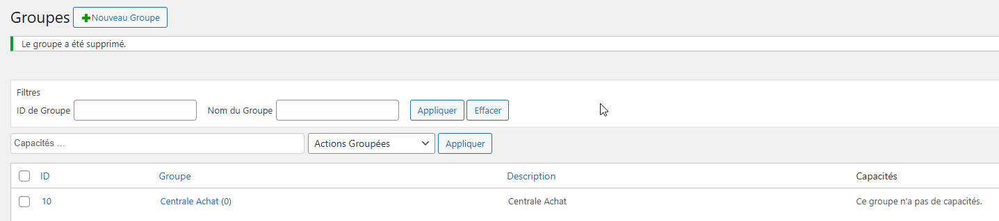 Groupes Nouveau Groupe
Le groupe a été supprimé.
Filtres
ID de Groupe Nom du Groupe Appliquer Effacer
Capacités ... Actions Groupées Appliquer
ID Groupe Description Capacités
10 Centrale Achat (0) Centrale Achat Ce groupe n'a pas de capacités.